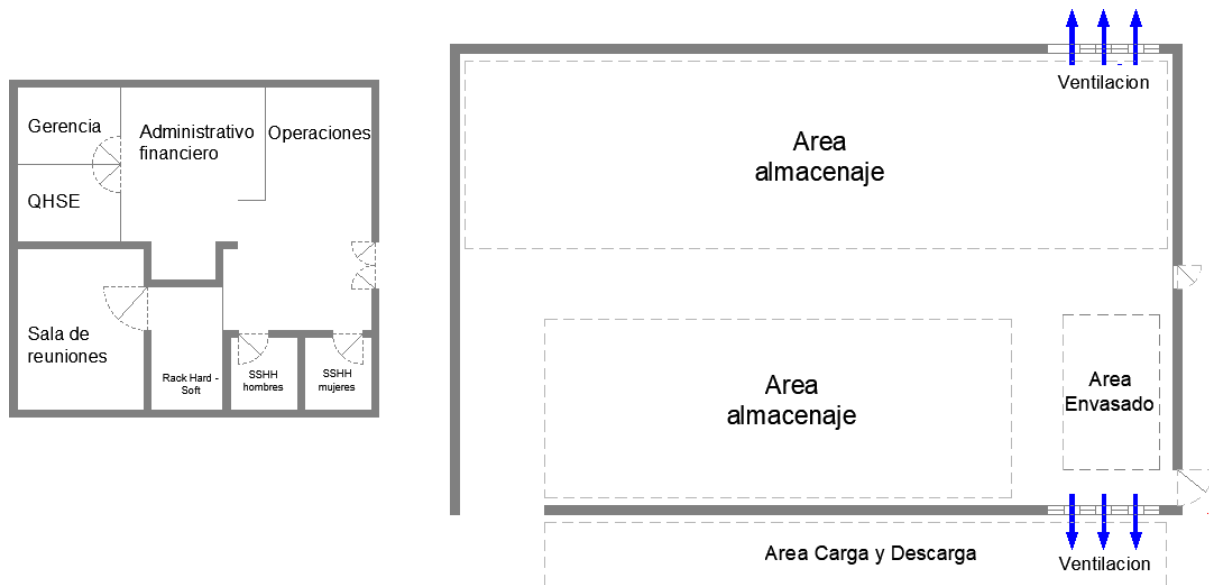 Gerencia
Administrativo
financiero
Operaciones
QHSE
Sala de
reuniones
Rack Hard -
Soft
SSHH
hombres
SSHH
mujeres
Ventilacion
Area
almacenaje
Area
almacenaje
Area
Envasado
Area Carga y Descarga
Ventilacion